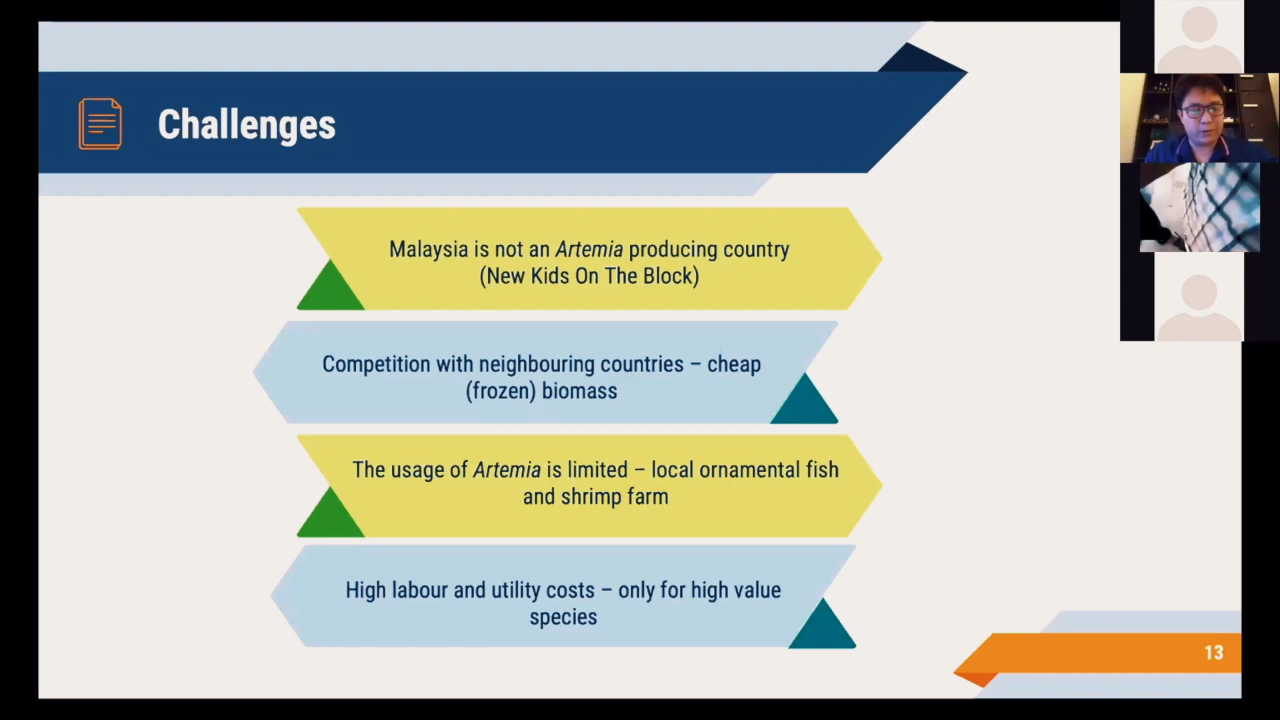 Challenges
Malaysia is not an Artemia producing country
(New Kids On The Block)
Competition with neighbouring countries – cheap
(frozen) biomass
The usage of Artemia is limited – local ornamental fish
and shrimp farm
High labour and utility costs – only for high value
species
13